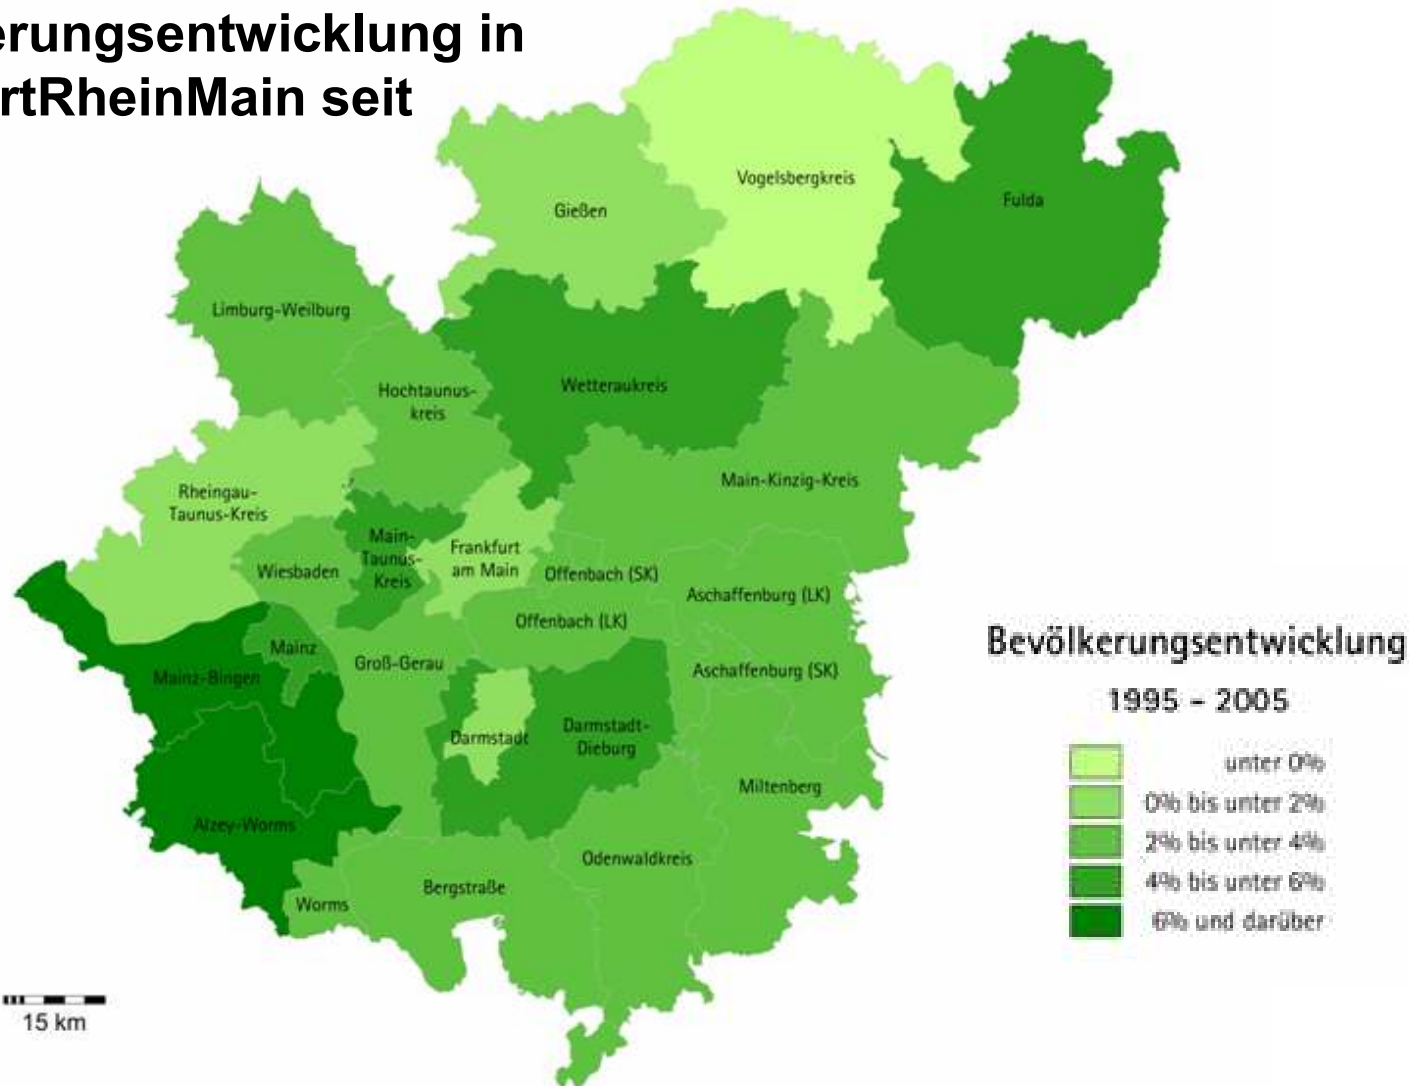 erungsentwicklung in
rtRheinMain seit
Vogelsbergkreis
Fulda
Gießen
Limburg-Weilburg
Hochtaunus-
kreis
Wetteraukreis
Main-Kinzig-Kreis
Rheingau-
Taunus-Kreis
Main-
Taunus-
Kreis
Frankfurt
am Main
Wiesbaden
Offenbach (SK)
Aschaffenburg (LK)
Offenbach (LK)
Mainz
Groß-Gerau
Aschaffenburg (SK)
Mainz-Bingen
Darmstadt
Darmstadt-
Dieburg
Miltenberg
Alzey-Worms
Odenwaldkreis
Bergstraße
Worms
Bevölkerungsentwicklung
1995 - 2005
unter 0%
0% bis unter 2%
2% bis unter 4%
4% bis unter 6%
6% und darüber
15 km